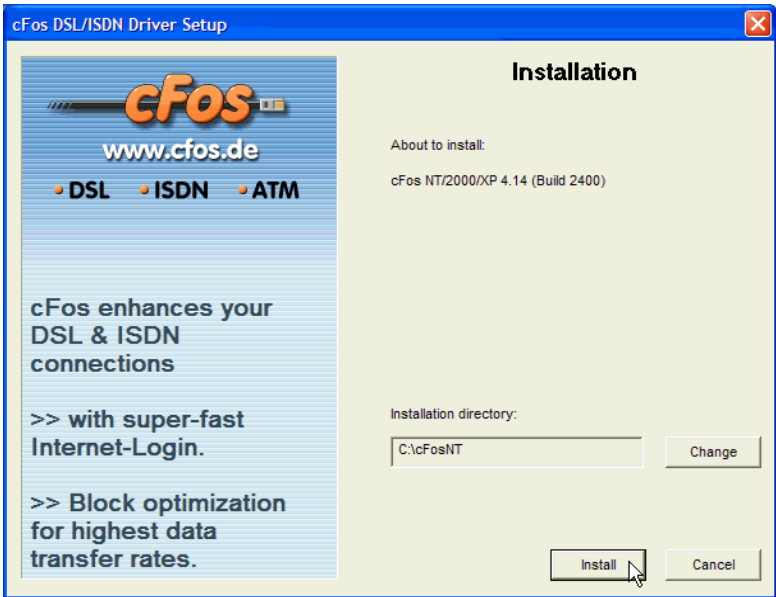 cFos DSL/ISDN Driver Setup
cFos
www.cfos.de
DSL ISDN ATM
cFos enhances your
DSL & ISDN
connections
>> with super-fast
Internet-Login.
>> Block optimization
for highest data
transfer rates.
Installation
About to install:
cFos NT/2000/XP 4.14 (Build 2400)
Installation directory:
C:\cFosNT
Change
Install
Cancel